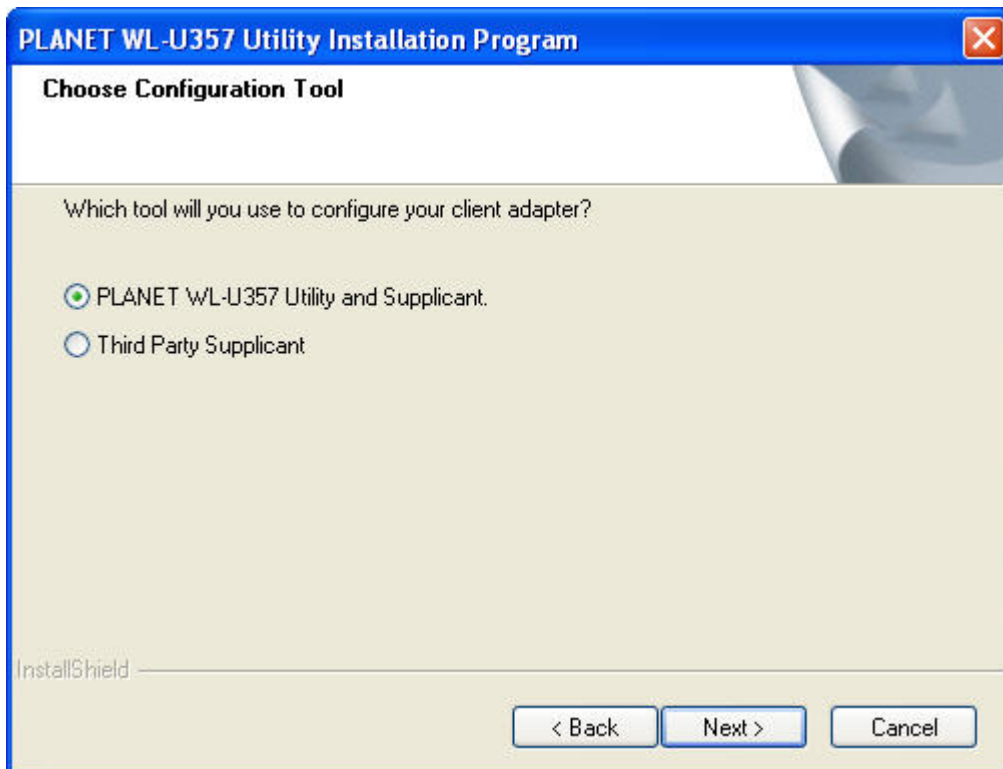 PLANET WL-U357 Utility Installation Program
Choose Configuration Tool
Which tool will you use to configure your client adapter?
PLANET WL-U357 Utility and Supplicant.
Third Party Supplicant
InstallShield
< Back
Next >
Cancel